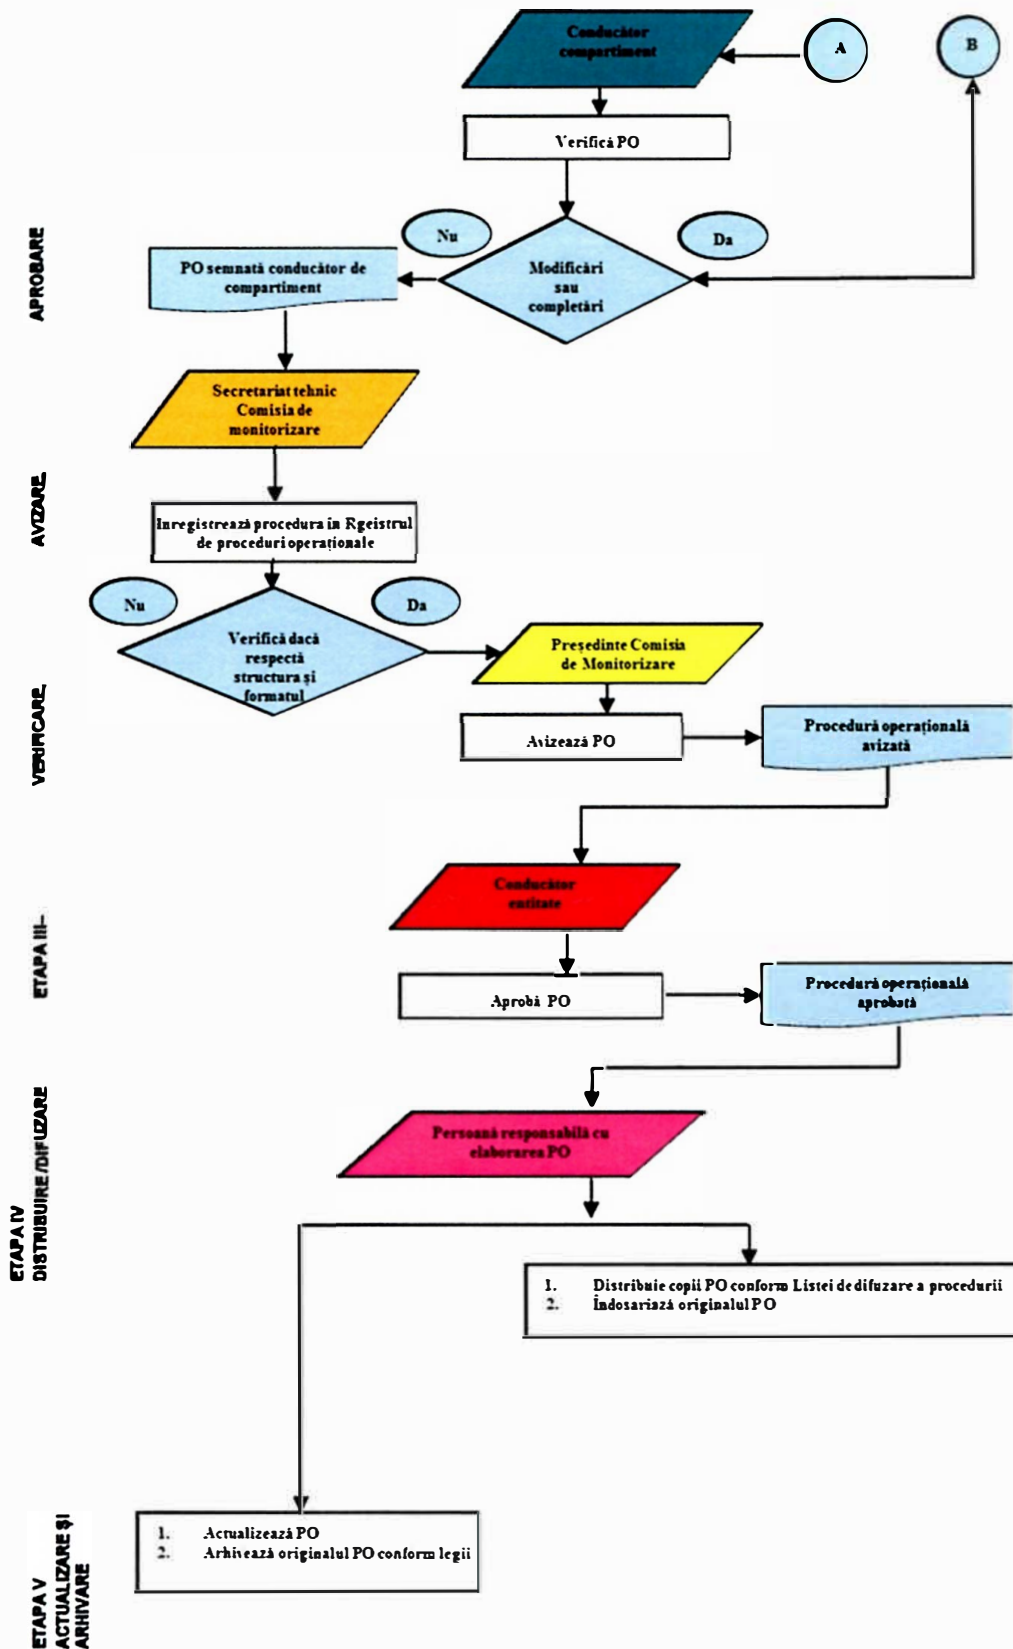 Conducător
compartiment
A
B
Verifică PO
Nu
Da
Modificări
sau
completări
PO semnată conducător de
compartiment
Secretariat tehnic
Comisia de
monitorizare
Inregistrează procedura in Rgeistrul
de proceduri operaționale
Nu
Da
Verifică dacă
respectă
structura și
formatul
Președinte Comisia
de Monitorizare
Avizează PO
Procedură operațională
avizată
Conducător
entitate
Aprobă PO
Procedură operațională
aprobată
Persoană responsabilă cu
elaborarea PO
1. Distribuie copii PO conform Listei de difuzare a procedurii
2. Îndosariază originalul PO
1. Actualizează PO
2. Arhivează originalul PO conform legii
APROBARE
AVIZARE,
VERIFICARE,
ETAPA III–
ETAPA IV
DISTRIBUIRE /DIFUZARE
ETAPA V
ACTUALIZARE ȘI
ARHIVARE